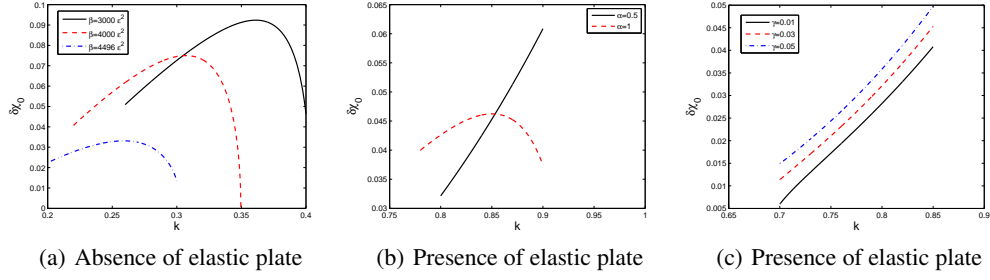 0.1
0.09
0.08
0.07
0.06
0.05
0.04
0.03
0.02
0.01
0
δχ₀
0.2 0.25 0.3 0.35 0.4
k
β=3000 ε²
β=4000 ε²
β=4496 ε²
(a) Absence of elastic plate
0.07
0.065
0.06
0.055
0.05
0.045
0.04
0.035
0.03
δχ₀
0.75 0.8 0.85 0.9 0.95 1
k
α=0.5
α=1
(b) Presence of elastic plate
0.05
0.045
0.04
0.035
0.03
0.025
0.02
0.015
0.01
0.005
δχ₀
0.65 0.7 0.75 0.8 0.85 0.9
k
γ=0.01
γ=0.03
γ=0.05
(c) Presence of elastic plate